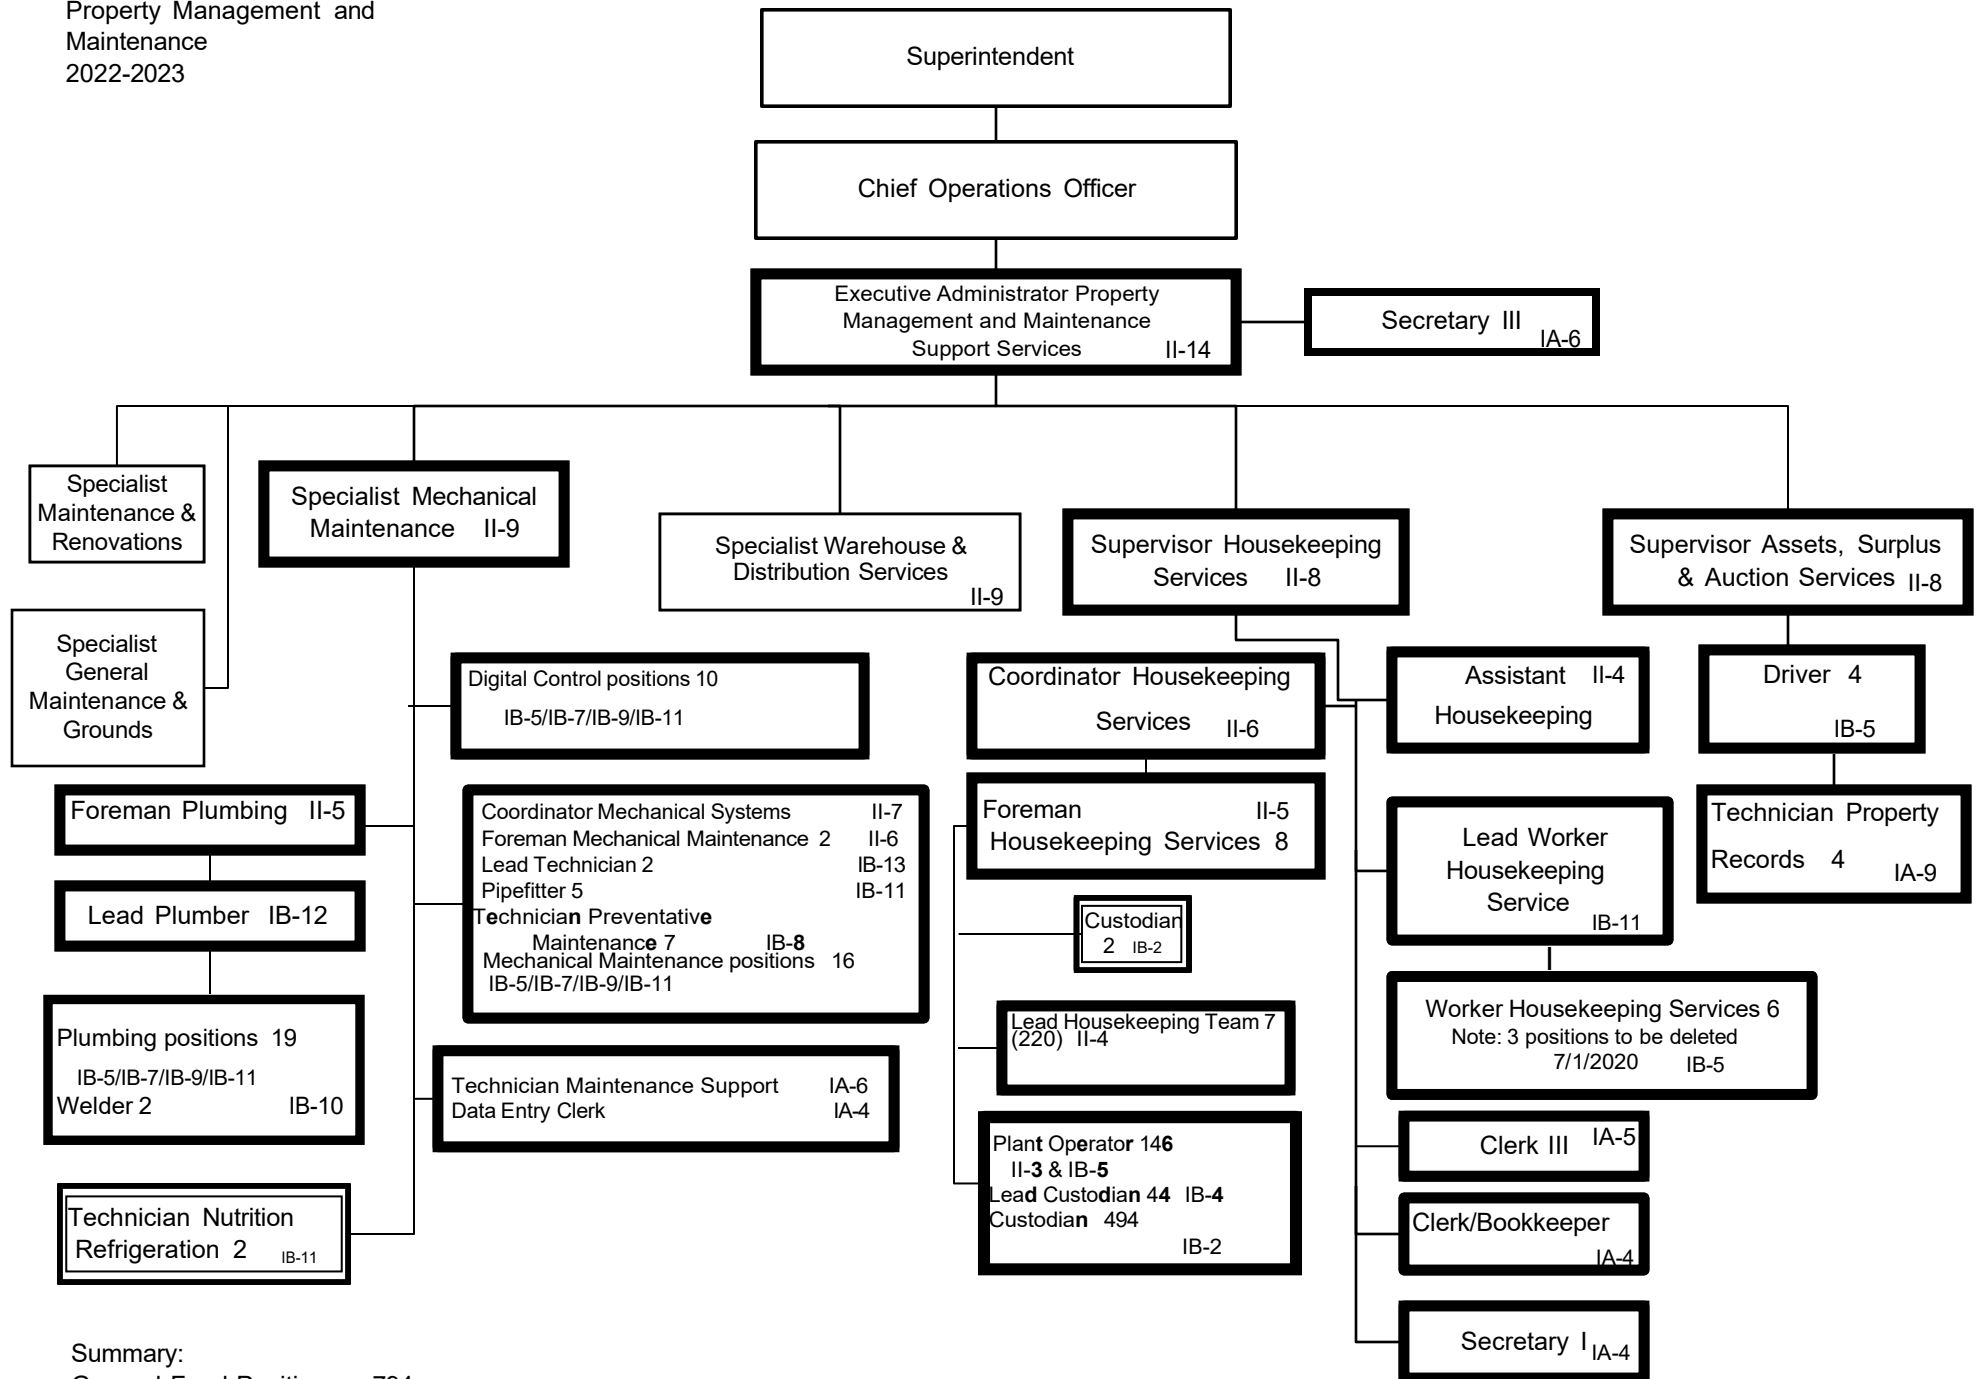 Property Management and
Maintenance
2022-2023
Superintendent
Chief Operations Officer
Executive Administrator Property
Management and Maintenance
Support Services II-14
Secretary III
IA-6
Specialist
Maintenance &
Renovations
Specialist Mechanical
Maintenance II-9
Specialist Warehouse &
Distribution Services
II-9
Supervisor Housekeeping
Services II-8
Supervisor Assets, Surplus
& Auction Services II-8
Specialist
General
Maintenance &
Grounds
Digital Control positions 10
IB-5/IB-7/IB-9/IB-11
Coordinator Housekeeping
Services II-6
Assistant II-4
Housekeeping
Driver 4
IB-5
Foreman Plumbing II-5
Coordinator Mechanical Systems II-7
Foreman Mechanical Maintenance 2 II-6
Lead Technician 2 IB-13
Pipefitter 5 IB-11
Technician Preventative
Maintenance 7 IB-8
Mechanical Maintenance positions 16
IB-5/IB-7/IB-9/IB-11
Foreman II-5
Housekeeping Services 8
Lead Worker
Housekeeping
Service
IB-11
Technician Property
Records 4 IA-9
Lead Plumber IB-12
Custodian
2 IB-2
Plumbing positions 19
IB-5/IB-7/IB-9/IB-11
Welder 2 IB-10
Lead Housekeeping Team 7
(220) II-4
Worker Housekeeping Services 6
Note: 3 positions to be deleted
7/1/2020 IB-5
Technician Maintenance Support IA-6
Data Entry Clerk IA-4
Plant Operator 146
II-3 & IB-5
Lead Custodian 44 IB-4
Custodian 494
IB-2
Clerk III IA-5
Technician Nutrition
Refrigeration 2 IB-11
Clerk/Bookkeeper
IA-4
Secretary I IA-4
Summary: